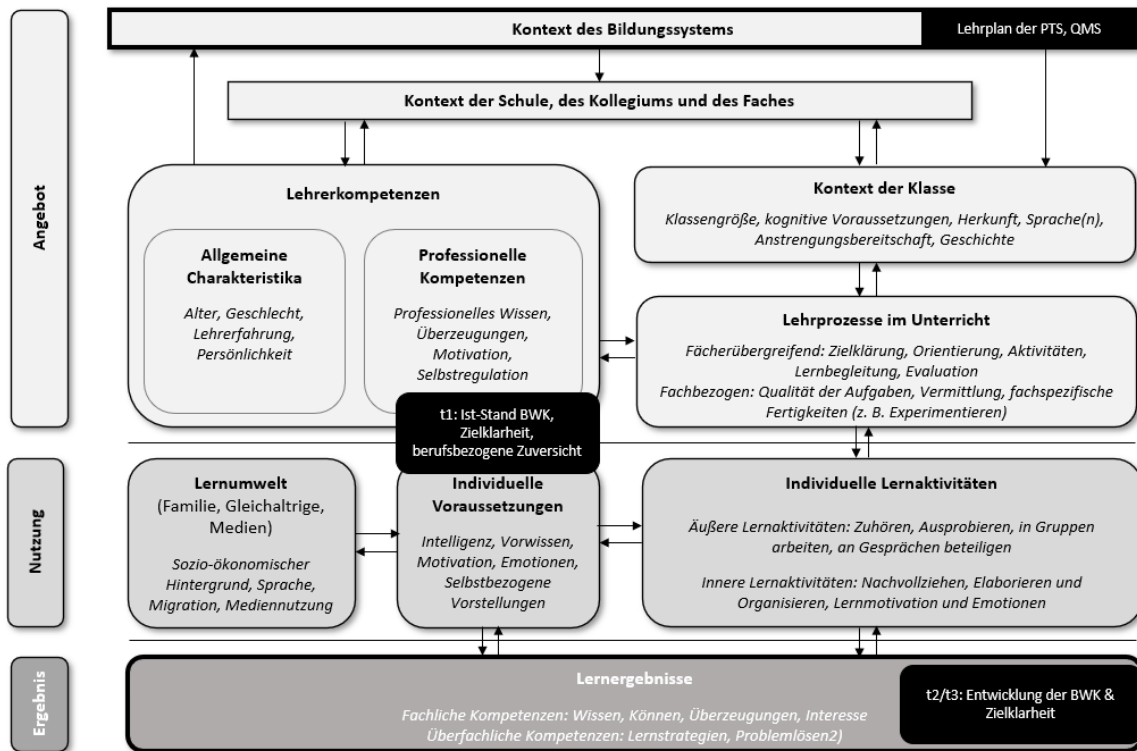 Angebot
Kontext des Bildungssystems
Lehrplan der PTS, QMS
Kontext der Schule, des Kollegiums und des Faches
Lehrerkompetenzen
Allgemeine
Charakteristika
Alter, Geschlecht,
Lehrerfahrung,
Persönlichkeit
Professionelle
Kompetenzen
Professionelles Wissen,
Überzeugungen,
Motivation,
Selbstregulation
Kontext der Klasse
Klassengröße, kognitive Voraussetzungen, Herkunft, Sprache(n),
Anstrengungsbereitschaft, Geschichte
Lehrprozesse im Unterricht
Fächerübergreifend: Zielklärung, Orientierung, Aktivitäten,
Lernbegleitung, Evaluation
Fachbezogen: Qualität der Aufgaben, Vermittlung, fachspezifische
Fertigkeiten (z. B. Experimentieren)
t1: Ist-Stand BWK,
Zielklarheit,
berufsbezogene Zuversicht
Nutzung
Lernumwelt
(Familie, Gleichaltrige,
Medien)
Sozio-ökonomischer
Hintergrund, Sprache,
Migration, Mediennutzung
Individuelle
Voraussetzungen
Intelligenz, Vorwissen,
Motivation, Emotionen,
Selbstbezogene
Vorstellungen
Individuelle Lernaktivitäten
Äußere Lernaktivitäten: Zuhören, Ausprobieren, in Gruppen
arbeiten, an Gesprächen beteiligen
Innere Lernaktivitäten: Nachvollziehen, Elaborieren und
Organisieren, Lernmotivation und Emotionen
Ergebnis
Lernergebnisse
Fachliche Kompetenzen: Wissen, Können, Überzeugungen, Interesse
Überfachliche Kompetenzen: Lernstrategien, Problemlösen2)
t2/t3: Entwicklung der BWK &
Zielklarheit